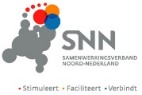 SNN
SAMENWERKINGSVERBAND
NOORD-NEDERLAND
• Stimuleert • Faciliteert • Verbindt